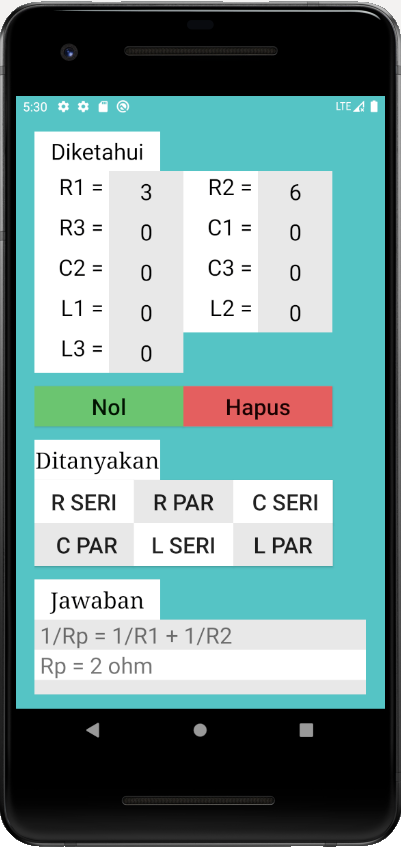 5:30 LTE
Diketahui
R1 = 3 R2 = 6
R3 = 0 C1 = 0
C2 = 0 C3 = 0
L1 = 0 L2 = 0
L3 = 0
Nol Hapus
Ditanyakan
R SERI R PAR C SERI
C PAR L SERI L PAR
Jawaban
1/Rp = 1/R1 + 1/R2
Rp = 2 ohm